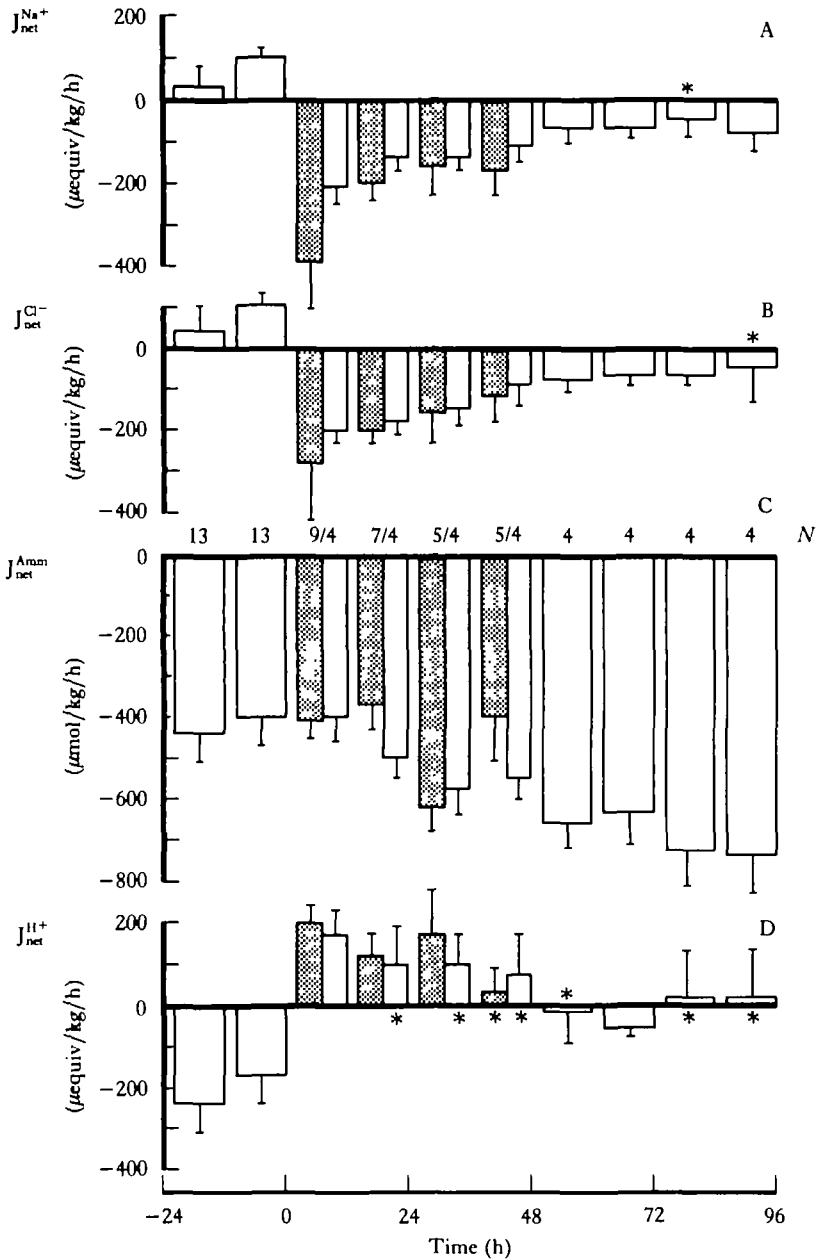 J_net^Na+
A
200
0
−200
−400
(μequiv/kg/h)
*
J_net^Cl−
B
0
−200
−400
(μequiv/kg/h)
*
C
13 13 9/4 7/4 5/4 5/4 4 4 4 4 N
J_net^Amm
0
−200
−400
−600
−800
(μmol/kg/h)
J_net^H+
D
200
0
−200
−400
(μequiv/kg/h)
*
* * * * * *
−24 0 24 48 72 96
Time (h)